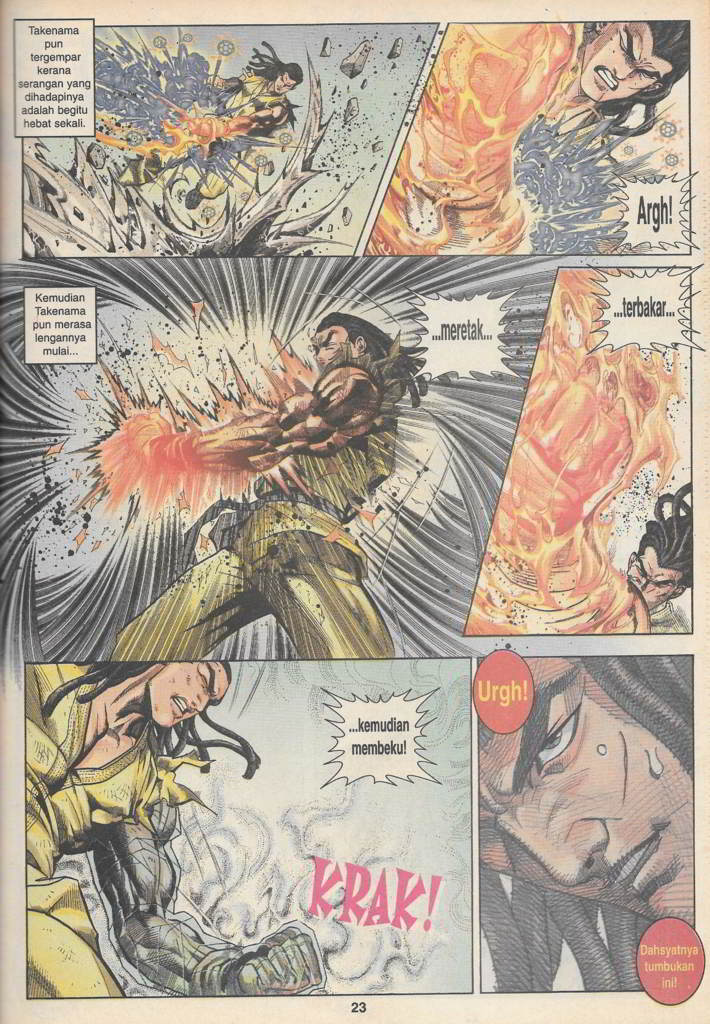 Takenama
pun
tergempar
kerana
serangan yang
dihadapinya
adalah begitu
hebat sekali.
Argh!
Kemudian
Takenama
pun merasa
lengannya
mulai...
...meretak...
...terbakar...
...kemudian
membeku!
KRAK!
Urgh!
Dahsyatnya
tumbukan
ini!
23